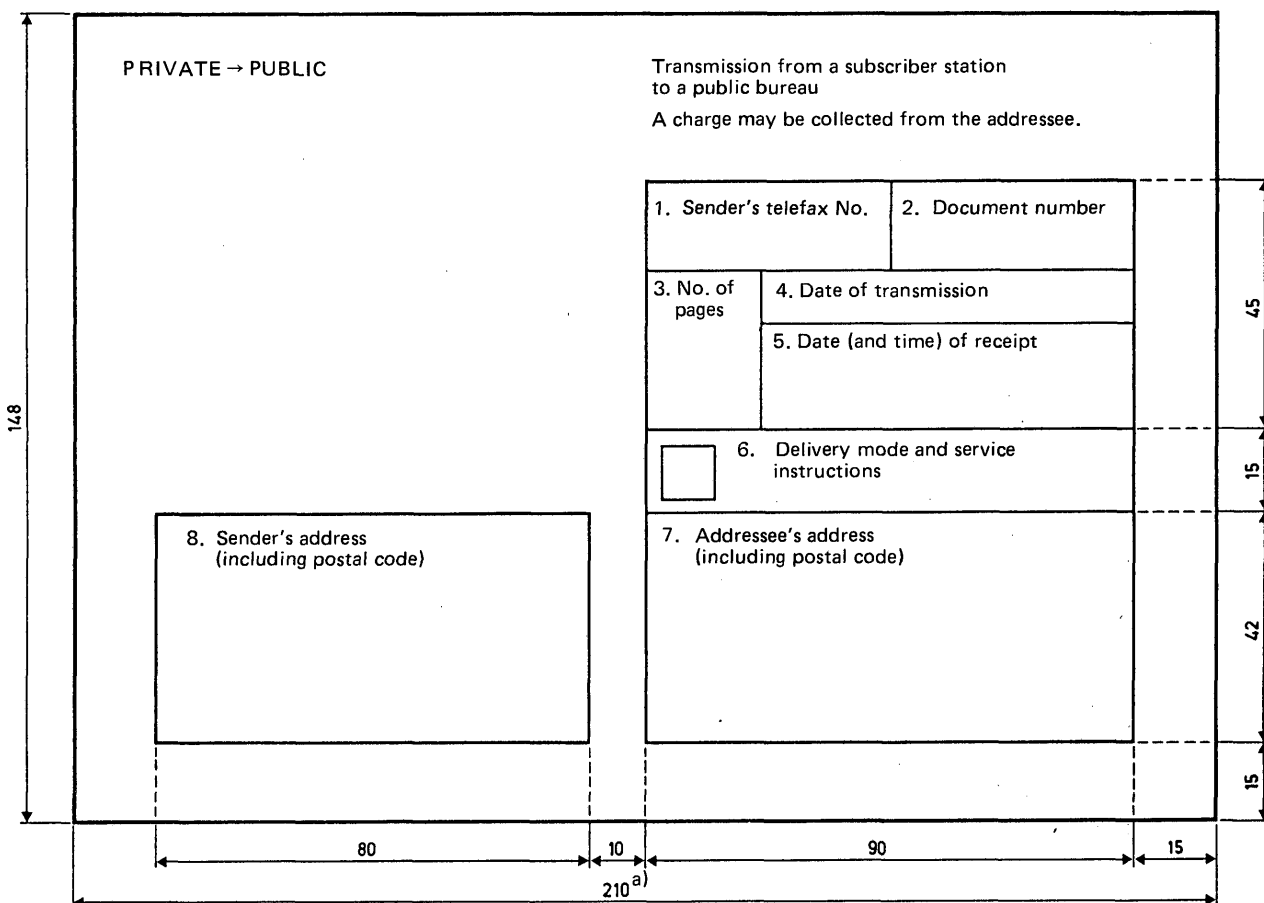 PRIVATE → PUBLIC
Transmission from a subscriber station
to a public bureau
A charge may be collected from the addressee.
1. Sender's telefax No.
2. Document number
3. No. of
pages
4. Date of transmission
5. Date (and time) of receipt
6. Delivery mode and service
instructions
8. Sender's address
(including postal code)
7. Addressee's address
(including postal code)
148
45
15
42
15
80
10
90
15
210a)